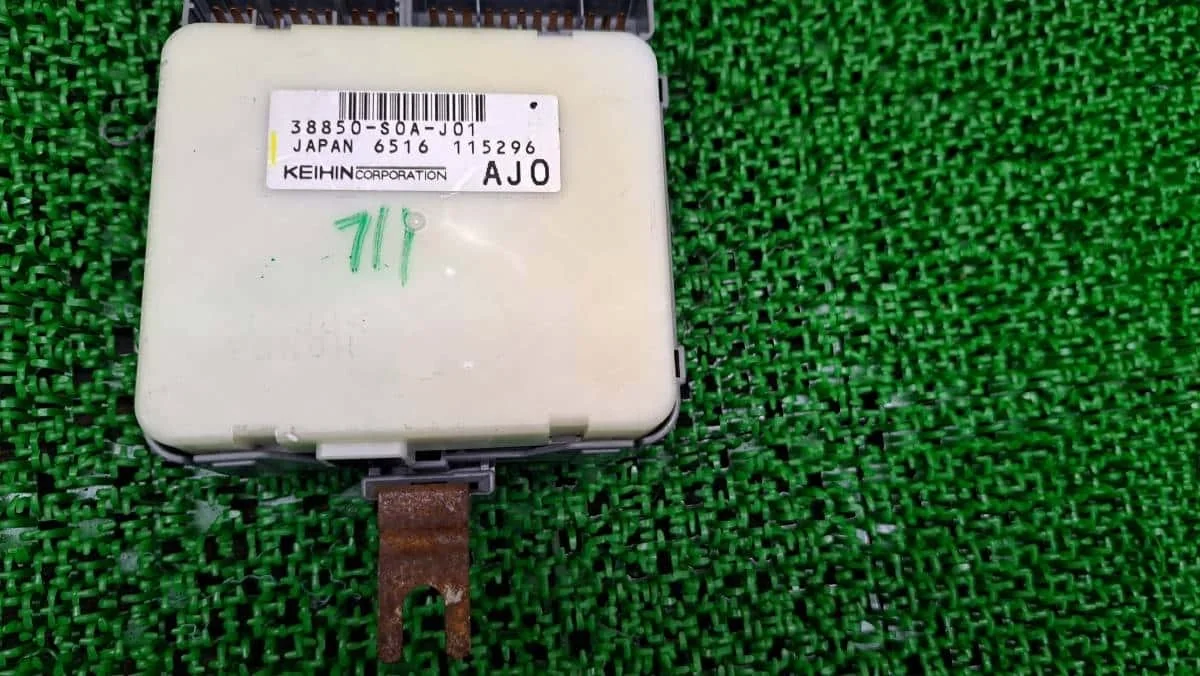 38850-S0A-J01
JAPAN 6516 115296
KEIHIN CORPORATION AJ0